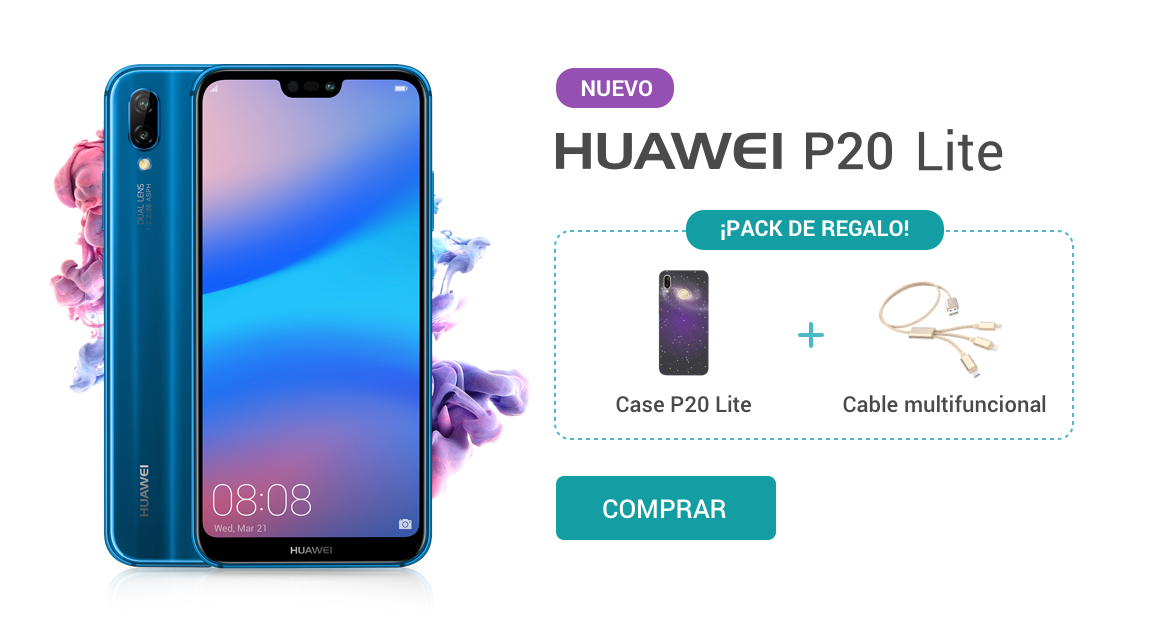 NUEVO
HUAWEI P20 Lite
¡PACK DE REGALO!
Case P20 Lite
+
Cable multifuncional
COMPRAR
DUAL LENS
HUAWEI
08:08
Wed, Mar 21
HUAWEI